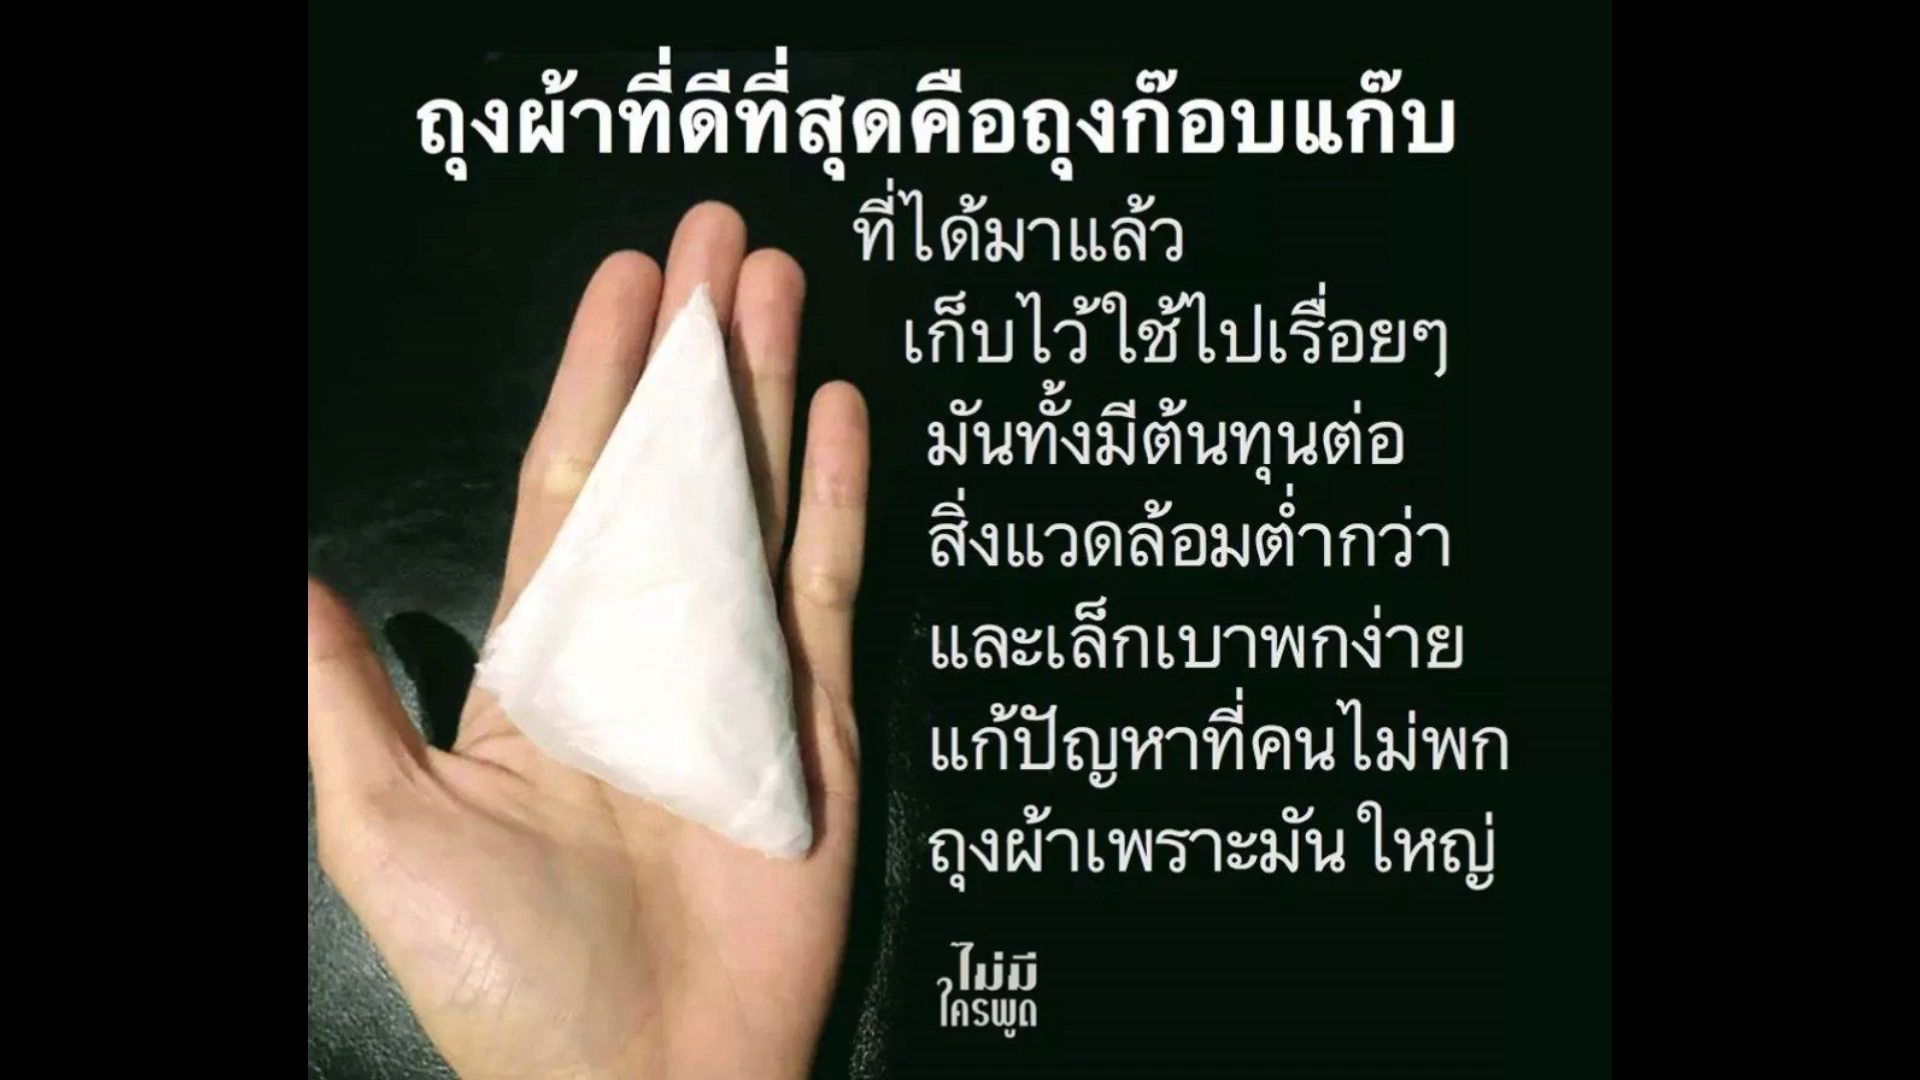 ถุงผ้าที่ดีที่สุดคือถุงก๊อบแก๊บ
ที่ได้มาแล้ว
เก็บไว้ใช้ไปเรื่อยๆ
มันทั้งมีต้นทุนต่อ
สิ่งแวดล้อมต่ำกว่า
และเล็กเบาพกง่าย
แก้ปัญหาที่คนไม่พก
ถุงผ้าเพราะมันใหญ่
ไม่มี
ใครพูด